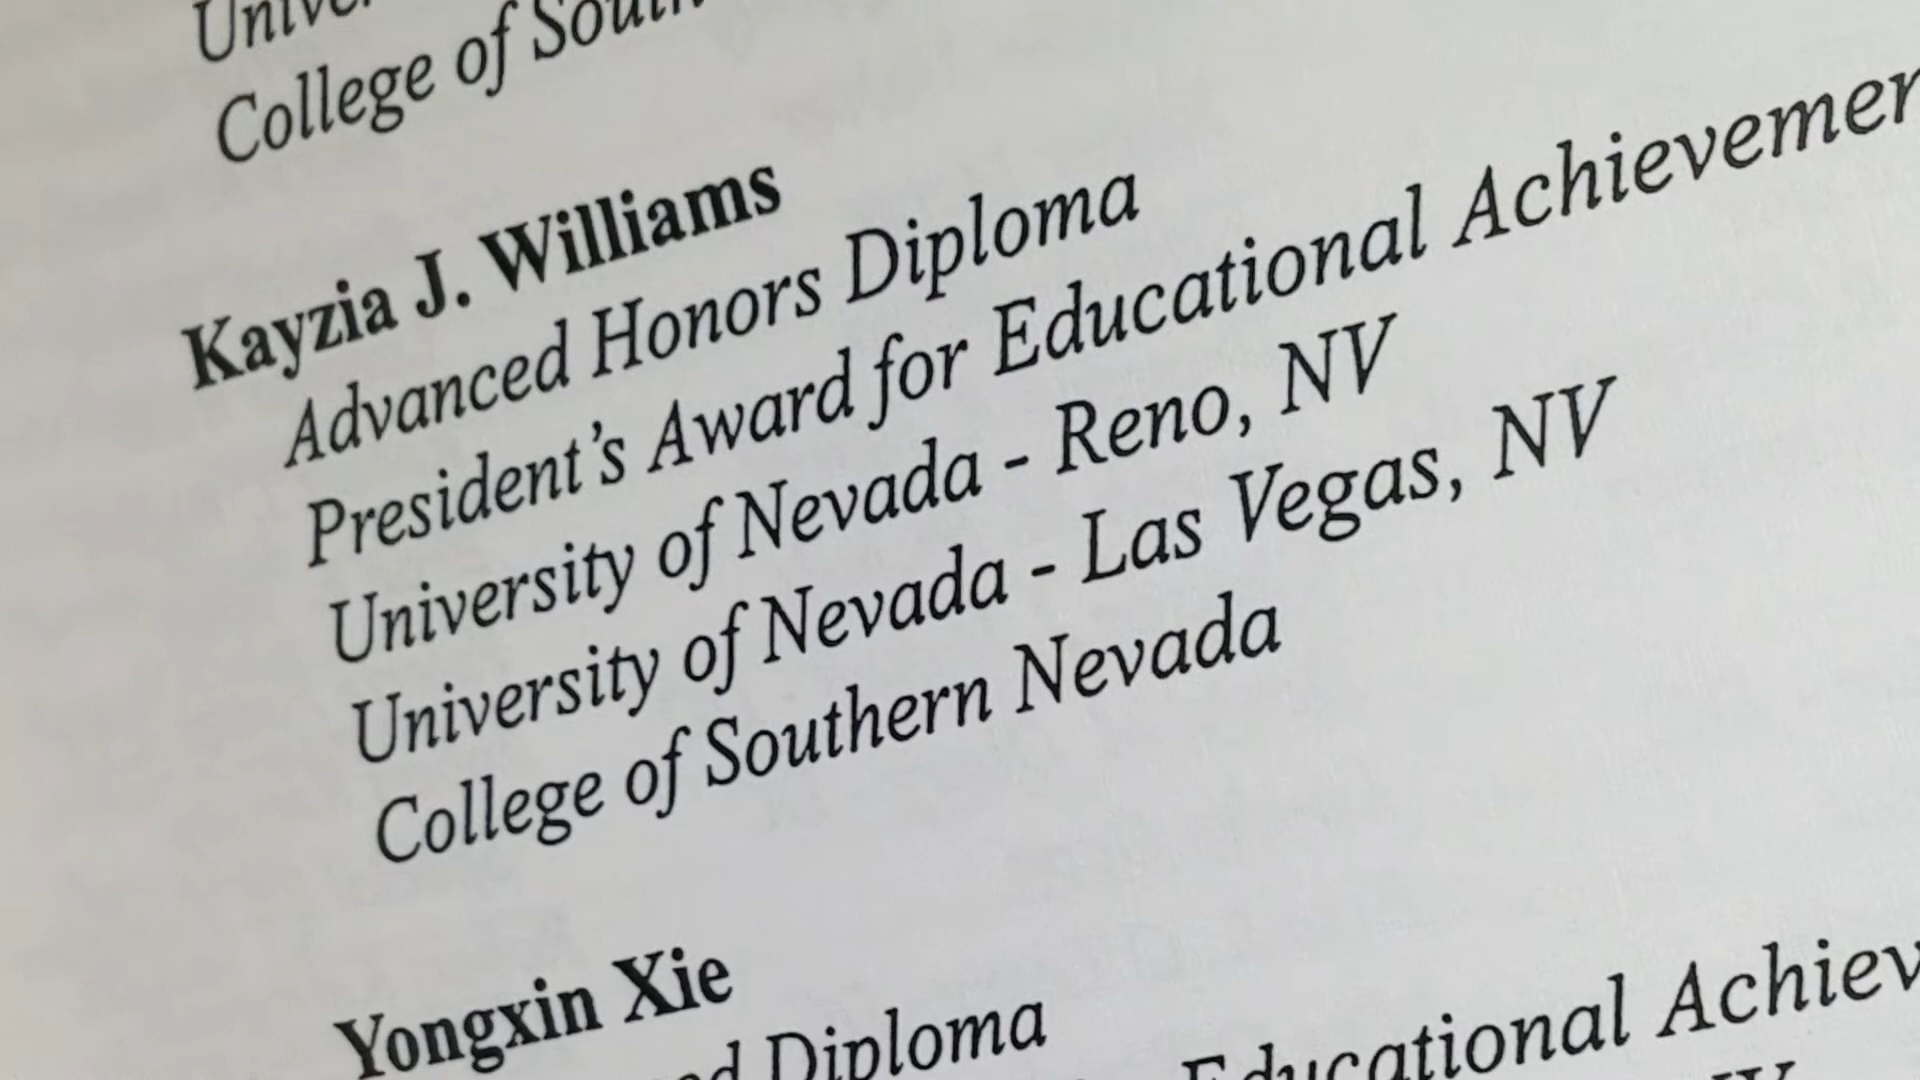 College of
Kayzia J. Williams
Advanced Honors Diploma
President's Award for Educational
University of Nevada - Reno, NV
University of Nevada - Las Vegas, NV
College of Southern Nevada
Yongxin Xie
Diploma
Educational